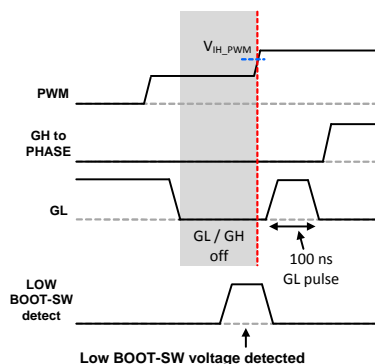 V_IH_PWM
PWM
GH to
PHASE
GL
GL / GH
off
100 ns
GL pulse
LOW
BOOT-SW
detect
Low BOOT-SW voltage detected